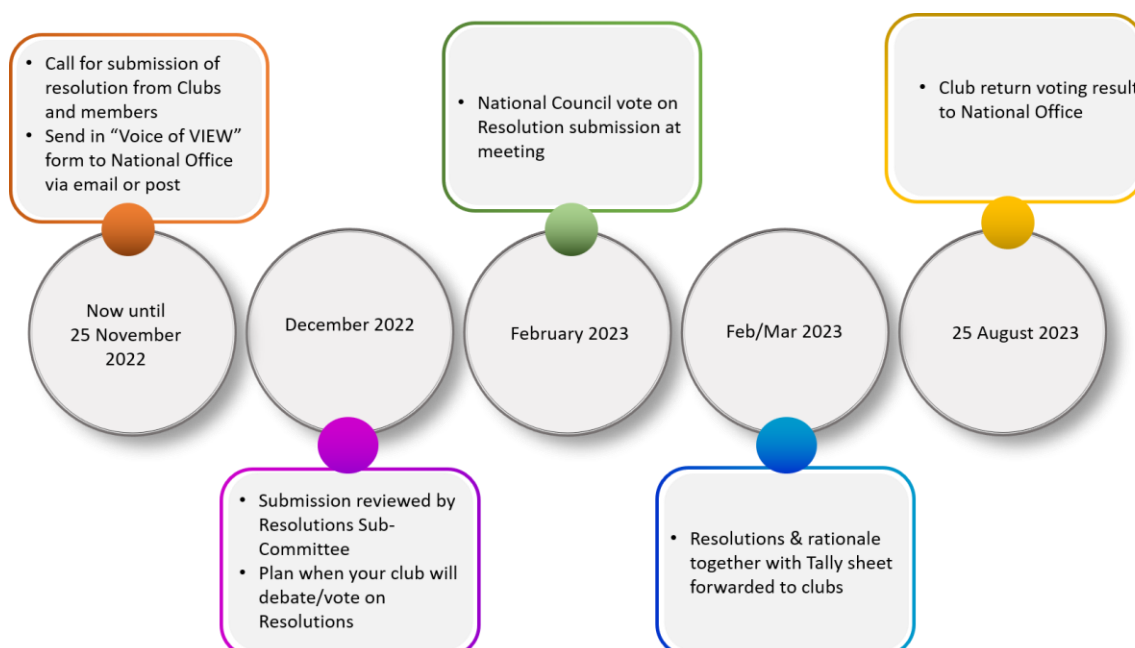 • Call for submission of
resolution from Clubs
and members
• Send in “Voice of VIEW”
form to National Office
via email or post
• National Council vote on
Resolution submission at
meeting
• Club return voting result
to National Office
Now until
25 November
2022
December 2022
February 2023
Feb/Mar 2023
25 August 2023
• Submission reviewed by
Resolutions Sub-
Committee
• Plan when your club will
debate/vote on
Resolutions
• Resolutions & rationale
together with Tally sheet
forwarded to clubs